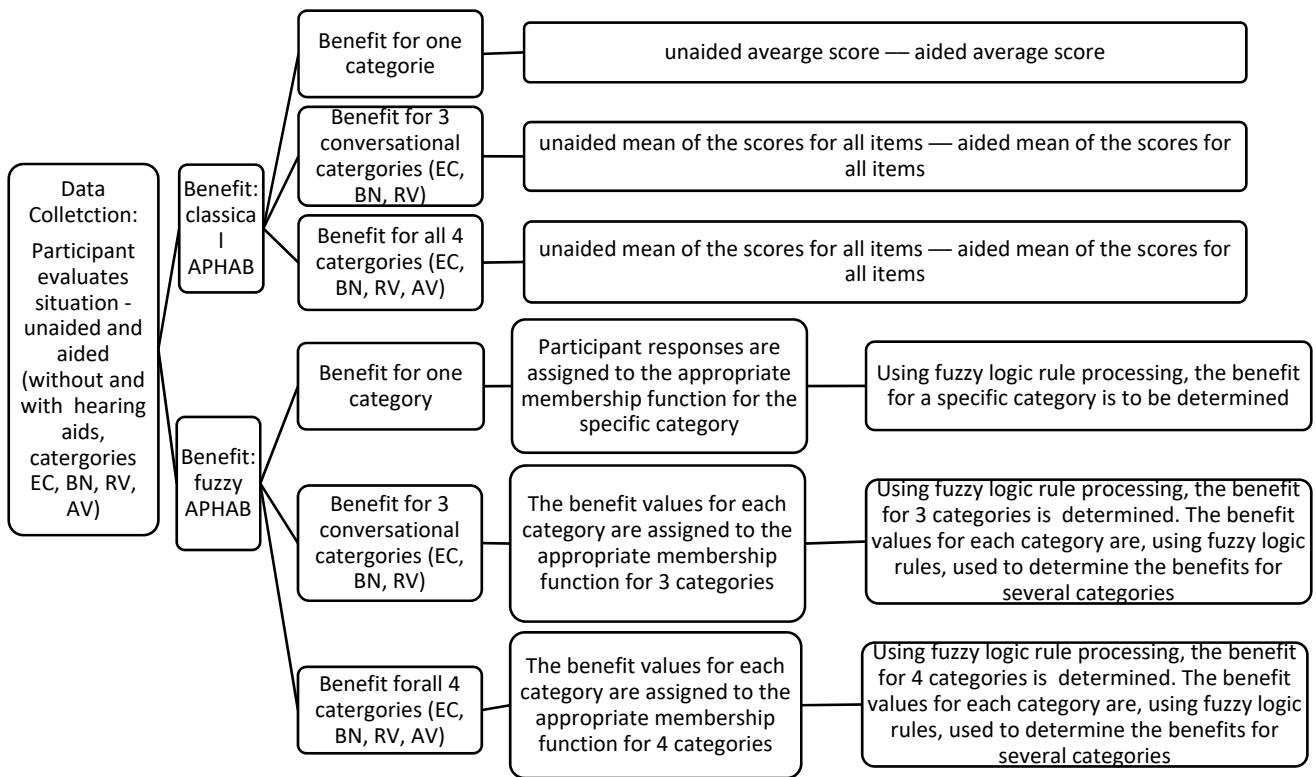 Data
Colletction:
Participant
evaluates
situation -
unaided and
aided
(without and
with hearing
aids,
catergories
EC, BN, RV,
AV)
Benefit:
classica
l
APHAB
Benefit for one
categorie
unaided avearge score — aided average score
Benefit for 3
conversational
catergories (EC,
BN, RV)
unaided mean of the scores for all items — aided mean of the scores for
all items
Benefit for all 4
catergories (EC,
BN, RV, AV)
unaided mean of the scores for all items — aided mean of the scores for
all items
Benefit:
fuzzy
APHAB
Benefit for one
category
Participant responses are
assigned to the appropriate
membership function for the
specific category
Using fuzzy logic rule processing, the benefit
for a specific category is to be determined
Benefit for 3
conversational
catergories (EC,
BN, RV)
The benefit values for each
category are assigned to the
appropriate membership
function for 3 categories
Using fuzzy logic rule processing, the benefit
for 3 categories is determined. The benefit
values for each category are, using fuzzy logic
rules, used to determine the benefits for
several categories
Benefit forall 4
catergories (EC,
BN, RV, AV)
The benefit values for each
category are assigned to the
appropriate membership
function for 4 categories
Using fuzzy logic rule processing, the benefit
for 4 categories is determined. The benefit
values for each category are, using fuzzy logic
rules, used to determine the benefits for
several categories